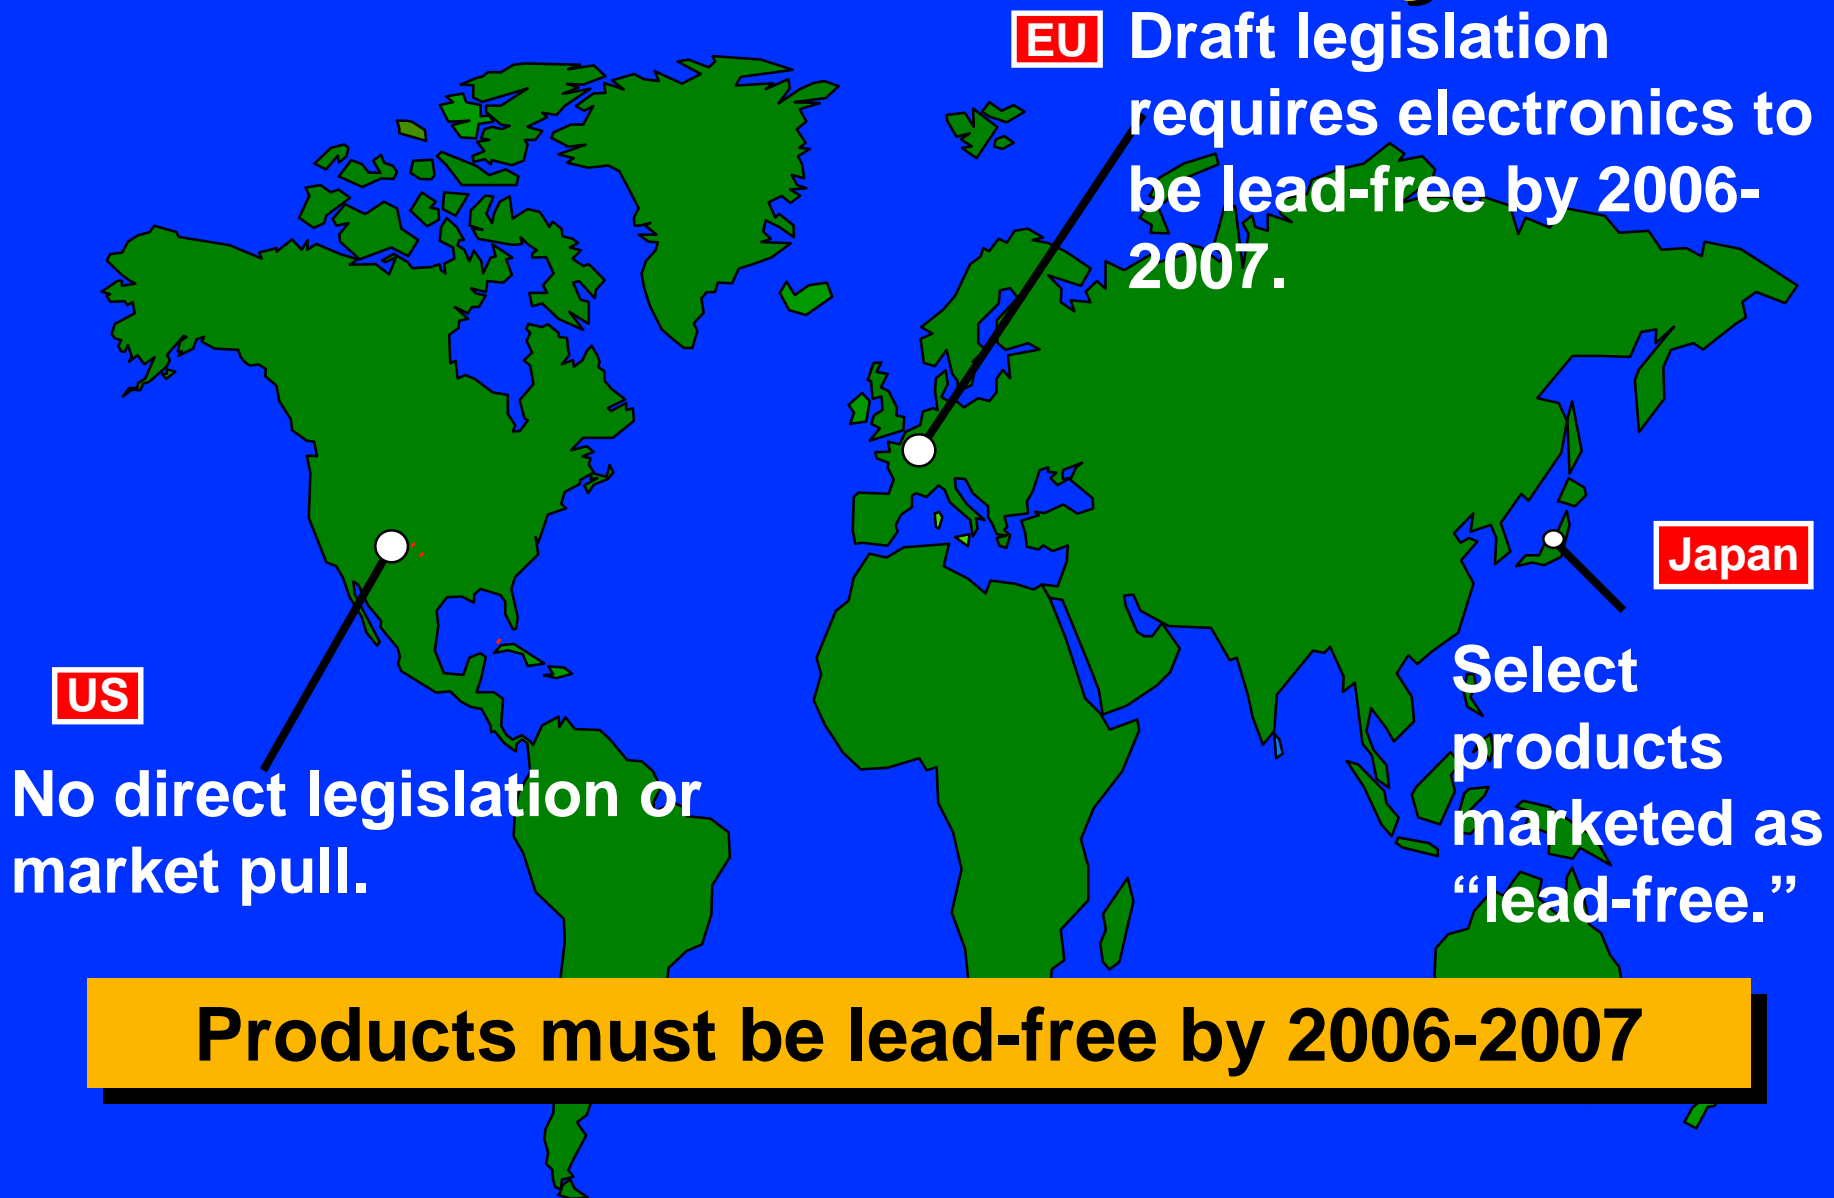 EU
Draft legislation
requires electronics to
be lead-free by 2006-
2007.
Japan
Select
products
marketed as
“lead-free.”
US
No direct legislation or
market pull.
Products must be lead-free by 2006-2007